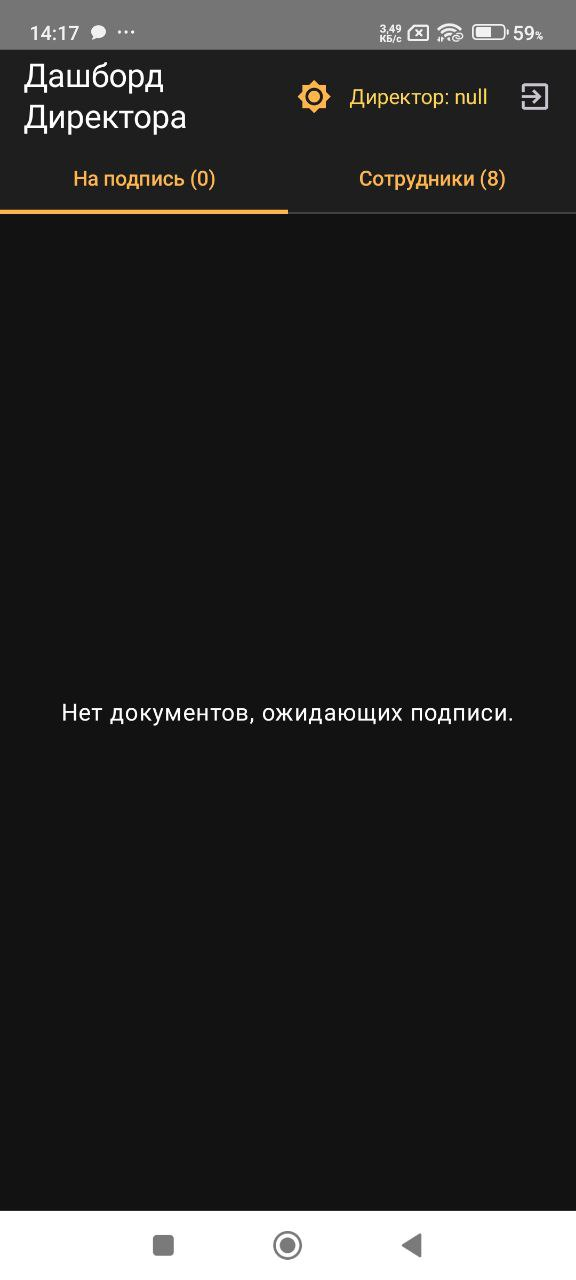 14:17
3,49 КБ/с
59%
Дашборд
Директора
Директор: null
На подпись (0)
Сотрудники (8)
Нет документов, ожидающих подписи.